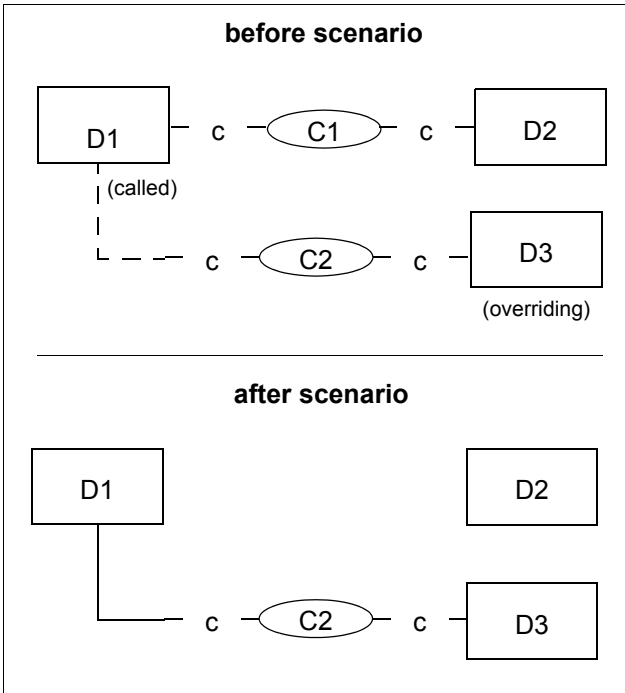 before scenario
D1 c C1 c D2
(called)
c C2 c D3
(overriding)
after scenario
D1 D2
c C2 c D3